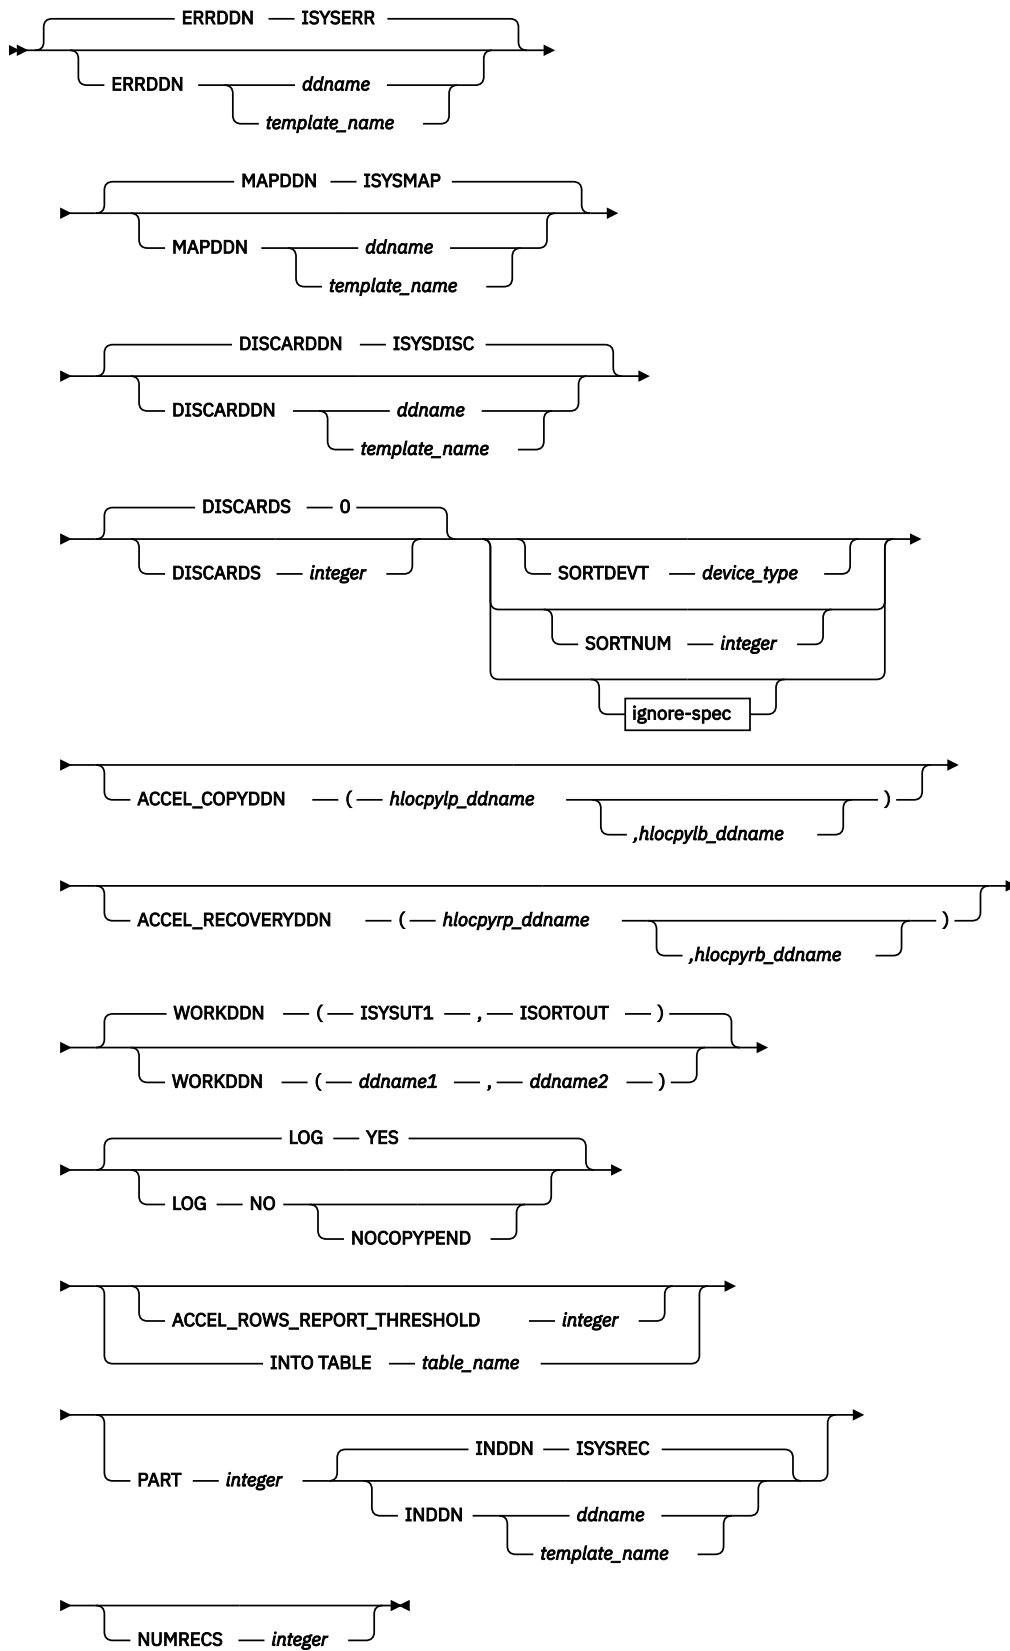 ERRDDN ISYSERR
ERRDDN ddname
template_name
MAPDDN ISYSMAP
MAPDDN ddname
template_name
DISCARDDN ISYSDISC
DISCARDDN ddname
template_name
DISCARDS 0
DISCARDS integer
SORTDEVT device_type
SORTNUM integer
ignore-spec
ACCEL_COPYDDN ( hlocpylp_ddname )
,hlocpylb_ddname
ACCEL_RECOVERYDDN ( hlocpyrp_ddname )
,hlocpyrb_ddname
WORKDDN ( ISYSUT1 , ISORTOUT )
WORKDDN ( ddname1 , ddname2 )
LOG YES
LOG NO
NOCOPYPEND
ACCEL_ROWS_REPORT_THRESHOLD integer
INTO TABLE table_name
INDDN ISYSREC
PART integer
INDDN ddname
template_name
NUMRECS integer